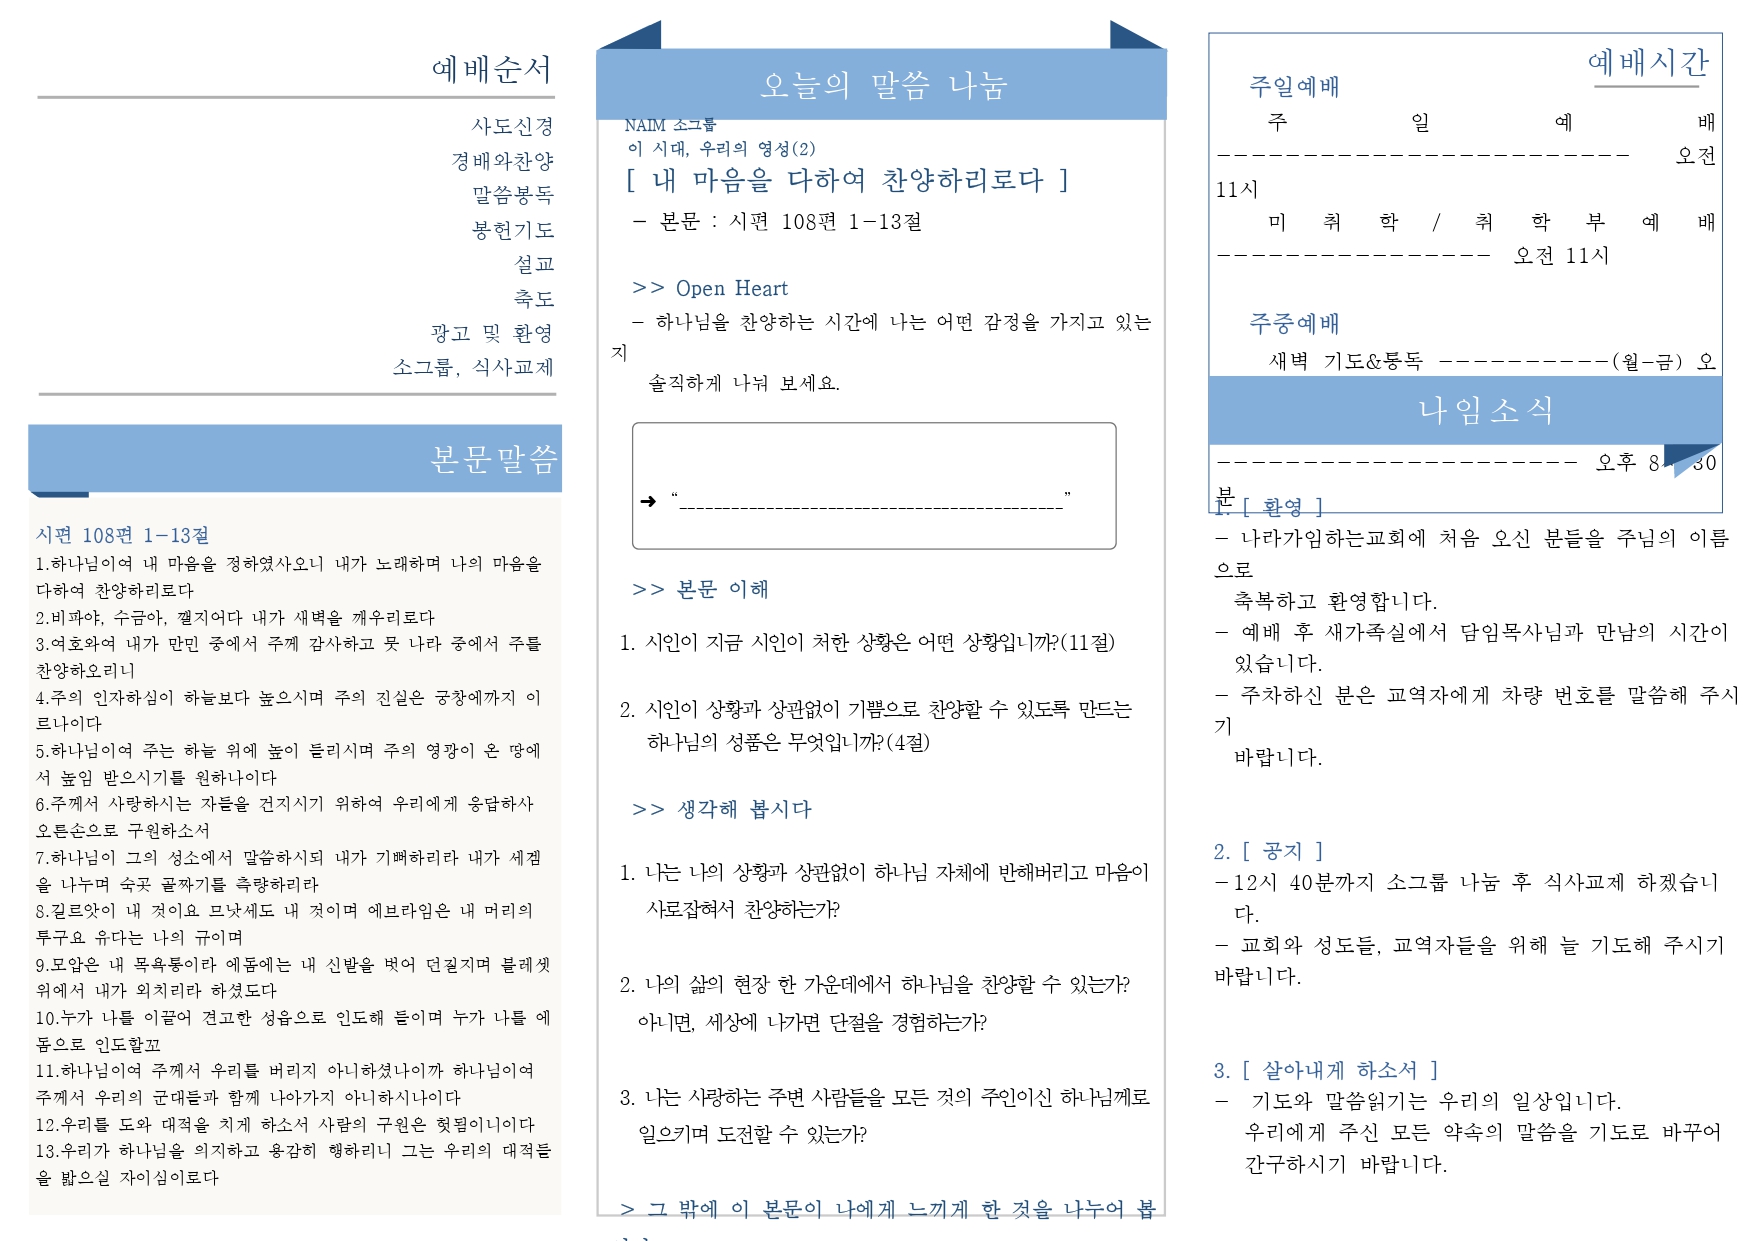 예배순서
사도신경
경배와찬양
말씀봉독
봉헌기도
설교
축도
광고 및 환영
소그룹, 식사교제
본문말씀
시편 108편 1-13절
1.하나님이여 내 마음을 정하였사오니 내가 노래하며 나의 마음을
다하여 찬양하리로다
2.비파야, 수금아, 깰지어다 내가 새벽을 깨우리로다
3.여호와여 내가 만민 중에서 주께 감사하고 뭇 나라 중에서 주를
찬양하오리니
4.주의 인자하심이 하늘보다 높으시며 주의 진실은 궁창에까지 이
르나이다
5.하나님이여 주는 하늘 위에 높이 들리시며 주의 영광이 온 땅에
서 높임 받으시기를 원하나이다
6.주께서 사랑하시는 자들을 건지시기 위하여 우리에게 응답하사
오른손으로 구원하소서
7.하나님이 그의 성소에서 말씀하시되 내가 기뻐하리라 내가 세겜
을 나누며 숙곳 골짜기를 측량하리라
8.길르앗이 내 것이요 므낫세도 내 것이며 에브라임은 내 머리의
투구요 유다는 나의 규이며
9.모압은 내 목욕통이라 에돔에는 내 신발을 벗어 던질지며 블레셋
위에서 내가 외치리라 하셨도다
10.누가 나를 이끌어 견고한 성읍으로 인도해 들이며 누가 나를 에
돔으로 인도할꼬
11.하나님이여 주께서 우리를 버리지 아니하셨나이까 하나님이여
주께서 우리의 군대들과 함께 나아가지 아니하시나이다
12.우리를 도와 대적을 치게 하소서 사람의 구원은 헛됨이니이다
13.우리가 하나님을 의지하고 용감히 행하리니 그는 우리의 대적들
을 밟으실 자이심이로다
오늘의 말씀 나눔
NAIM 소그룹
이 시대, 우리의 영성(2)
[ 내 마음을 다하여 찬양하리로다 ]
- 본문 : 시편 108편 1-13절
>> Open Heart
- 하나님을 찬양하는 시간에 나는 어떤 감정을 가지고 있는
지
솔직하게 나눠 보세요.
➜ “____________________________________________”
>> 본문 이해
1. 시인이 지금 시인이 처한 상황은 어떤 상황입니까?(11절)
2. 시인이 상황과 상관없이 기쁨으로 찬양할 수 있도록 만드는
하나님의 성품은 무엇입니까?(4절)
>> 생각해 봅시다
1. 나는 나의 상황과 상관없이 하나님 자체에 반해버리고 마음이
사로잡혀서 찬양하는가?
2. 나의 삶의 현장 한 가운데에서 하나님을 찬양할 수 있는가?
아니면, 세상에 나가면 단절을 경험하는가?
3. 나는 사랑하는 주변 사람들을 모든 것의 주인이신 하나님께로
일으키며 도전할 수 있는가?
> 그 밖에 이 본문이 나에게 느끼게 한 것을 나누어 봅
예배시간
주일예배
주 일 예 배
------------------------ 오전
11시
미 취 학 / 취 학 부 예 배
---------------- 오전 11시
주중예배
새벽 기도&통독 ----------(월-금) 오
나임소식
--------------------- 오후 8 30
분
1. [ 환영 ]
- 나라가임하는교회에 처음 오신 분들을 주님의 이름
으로
축복하고 환영합니다.
- 예배 후 새가족실에서 담임목사님과 만남의 시간이
있습니다.
- 주차하신 분은 교역자에게 차량 번호를 말씀해 주시
기
바랍니다.
2. [ 공지 ]
-12시 40분까지 소그룹 나눔 후 식사교제 하겠습니
다.
- 교회와 성도들, 교역자들을 위해 늘 기도해 주시기
바랍니다.
3. [ 살아내게 하소서 ]
- 기도와 말씀읽기는 우리의 일상입니다.
우리에게 주신 모든 약속의 말씀을 기도로 바꾸어
간구하시기 바랍니다.